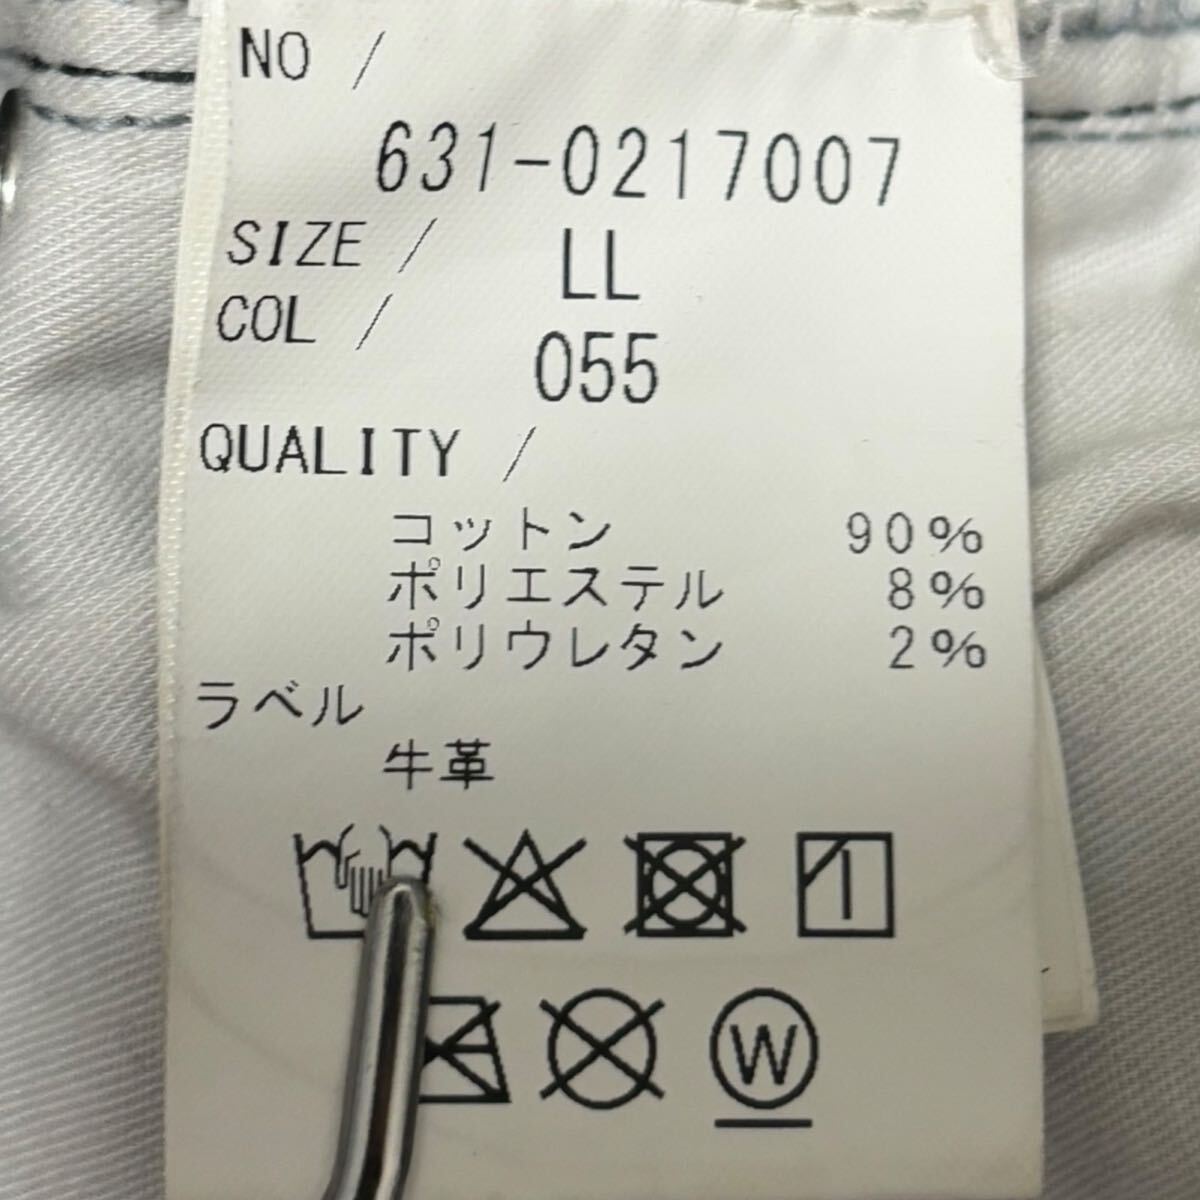 NO /
631-0217007
SIZE / LL
COL / 055
QUALITY /
コットン 90%
ポリエステル 8%
ポリウレタン 2%
ラベル
牛革
W